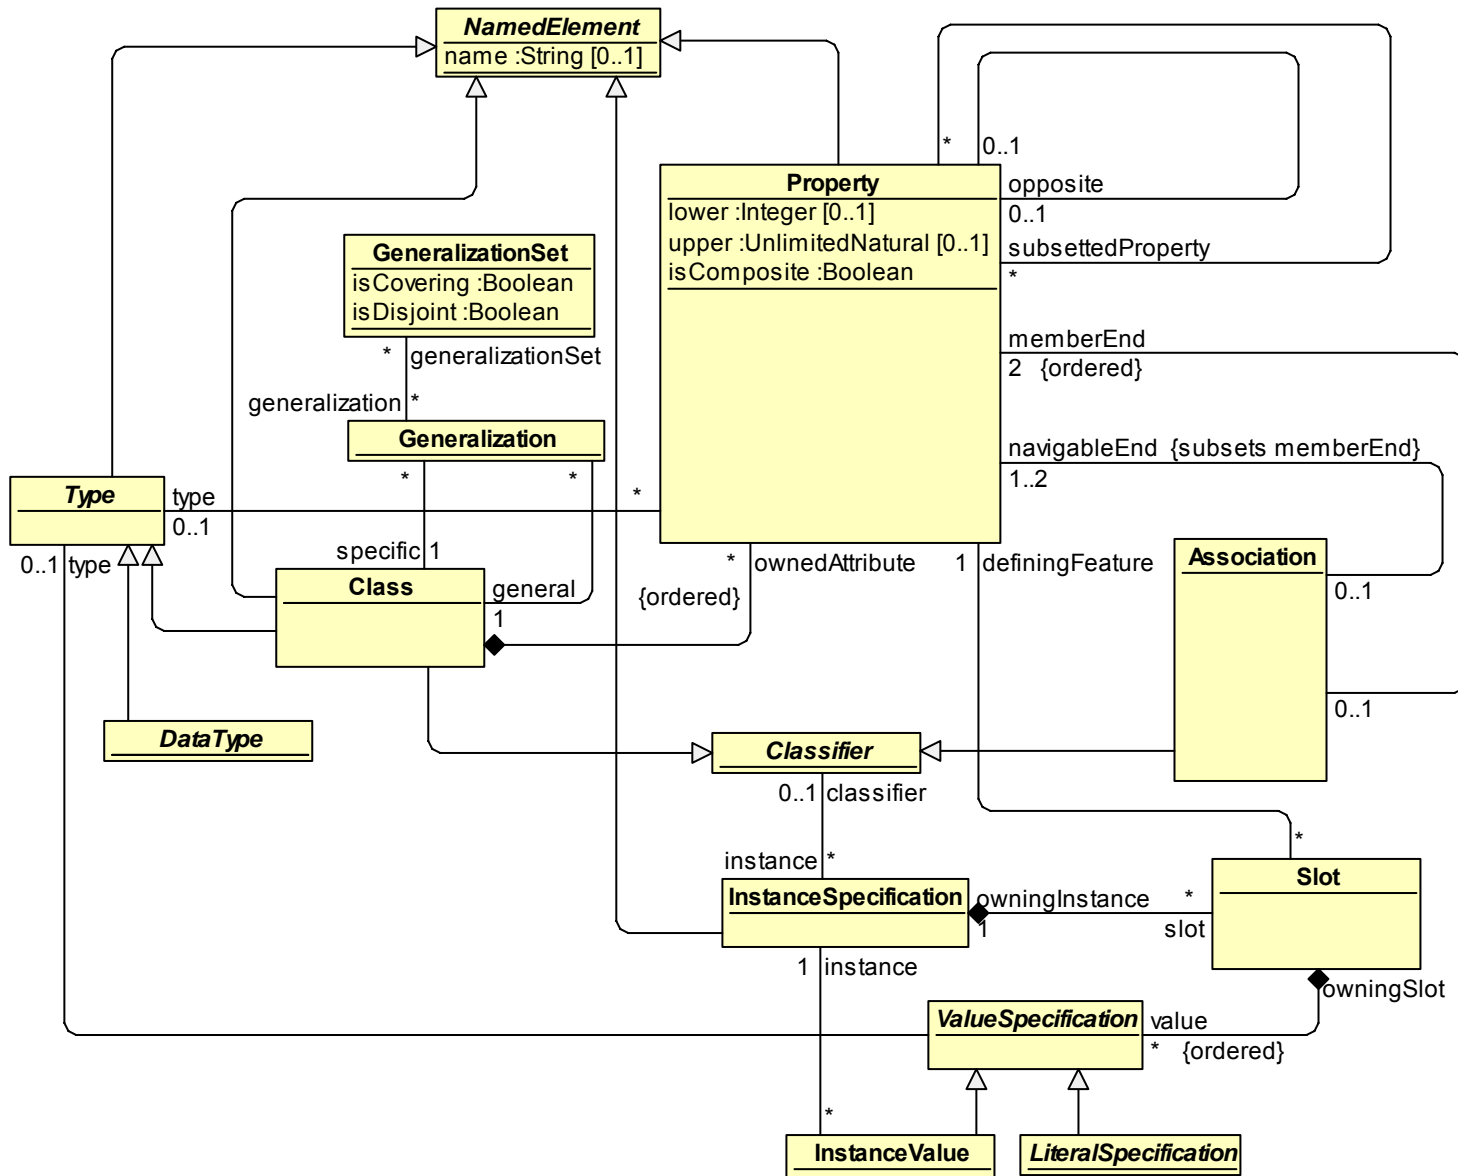 NamedElement
name :String [0..1]
*
0..1
Property
lower :Integer [0..1]
upper :UnlimitedNatural [0..1]
isComposite :Boolean
opposite
0..1
subsettedProperty
*
GeneralizationSet
isCovering :Boolean
isDisjoint :Boolean
* generalizationSet
generalization *
Generalization
* *
memberEnd
2 {ordered}
navigableEnd {subsets memberEnd}
1..2
Type
type
0..1
*
0..1 type
specific 1
Class
general
1
* ownedAttribute
{ordered}
1 definingFeature
Association
0..1
0..1
DataType
Classifier
0..1 classifier
instance *
InstanceSpecification
owningInstance
1
*
slot
*
Slot
1 instance
owningSlot
ValueSpecification
value
* {ordered}
*
InstanceValue
LiteralSpecification